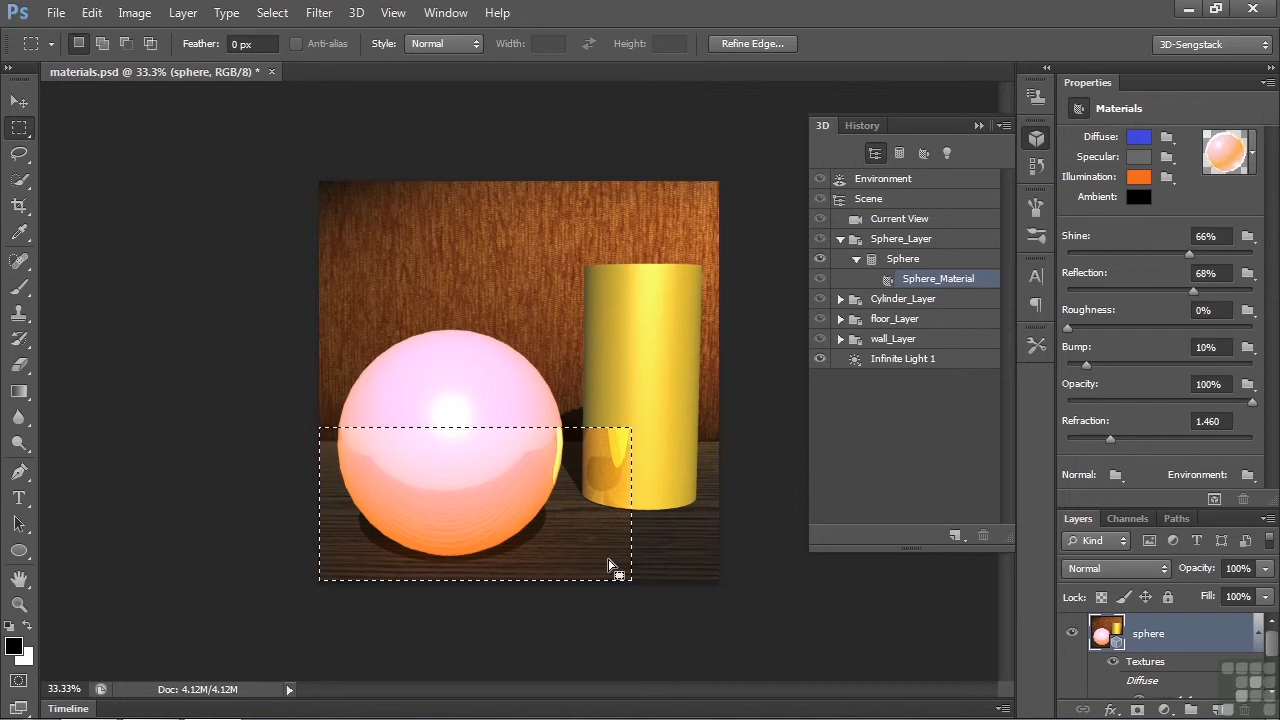 Ps File Edit Image Layer Type Select Filter 3D View Window Help
Feather: 0 px Anti-alias Style: Normal Width: Height: Refine Edge... 3D-Sengstack
materials.psd @ 33.3% (sphere, RGB/8) * ×
3D History
Environment
Scene
Current View
Sphere_Layer
Sphere
Sphere_Material
Cylinder_Layer
floor_Layer
wall_Layer
Infinite Light 1
Properties
Materials
Diffuse:
Specular:
Illumination:
Ambient:
Shine: 66%
Reflection: 68%
Roughness: 0%
Bump: 10%
Opacity: 100%
Refraction: 1.460
Normal: Environment:
Layers Channels Paths
Kind
Normal Opacity: 100%
Lock: Fill: 100%
sphere
Textures
Diffuse
33.33% Doc: 4.12M/4.12M
Timeline